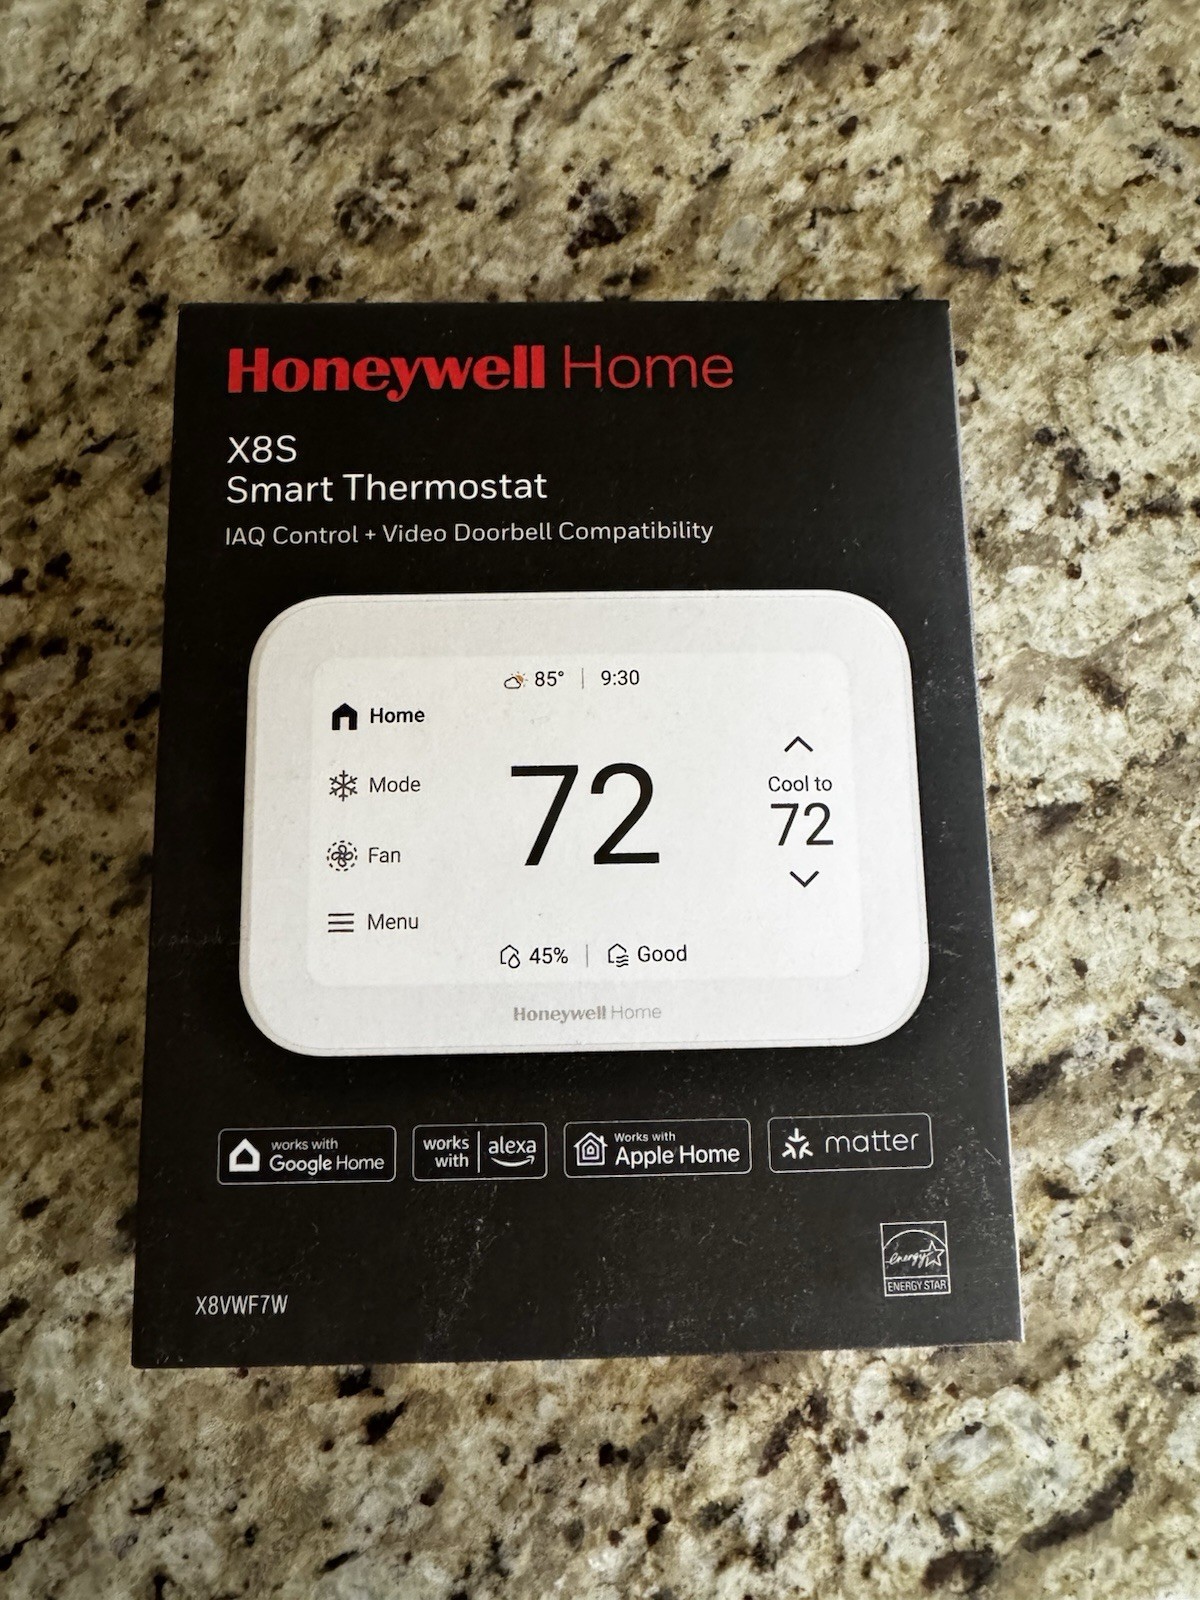 Honeywell Home
X8S
Smart Thermostat
IAQ Control + Video Doorbell Compatibility
85° | 9:30
Home
Mode
Fan
Menu
72
Cool to
72
45% | Good
Honeywell Home
works with
Google Home
works
with
alexa
Works with
Apple Home
matter
energy
ENERGY STAR
X8VWF7W